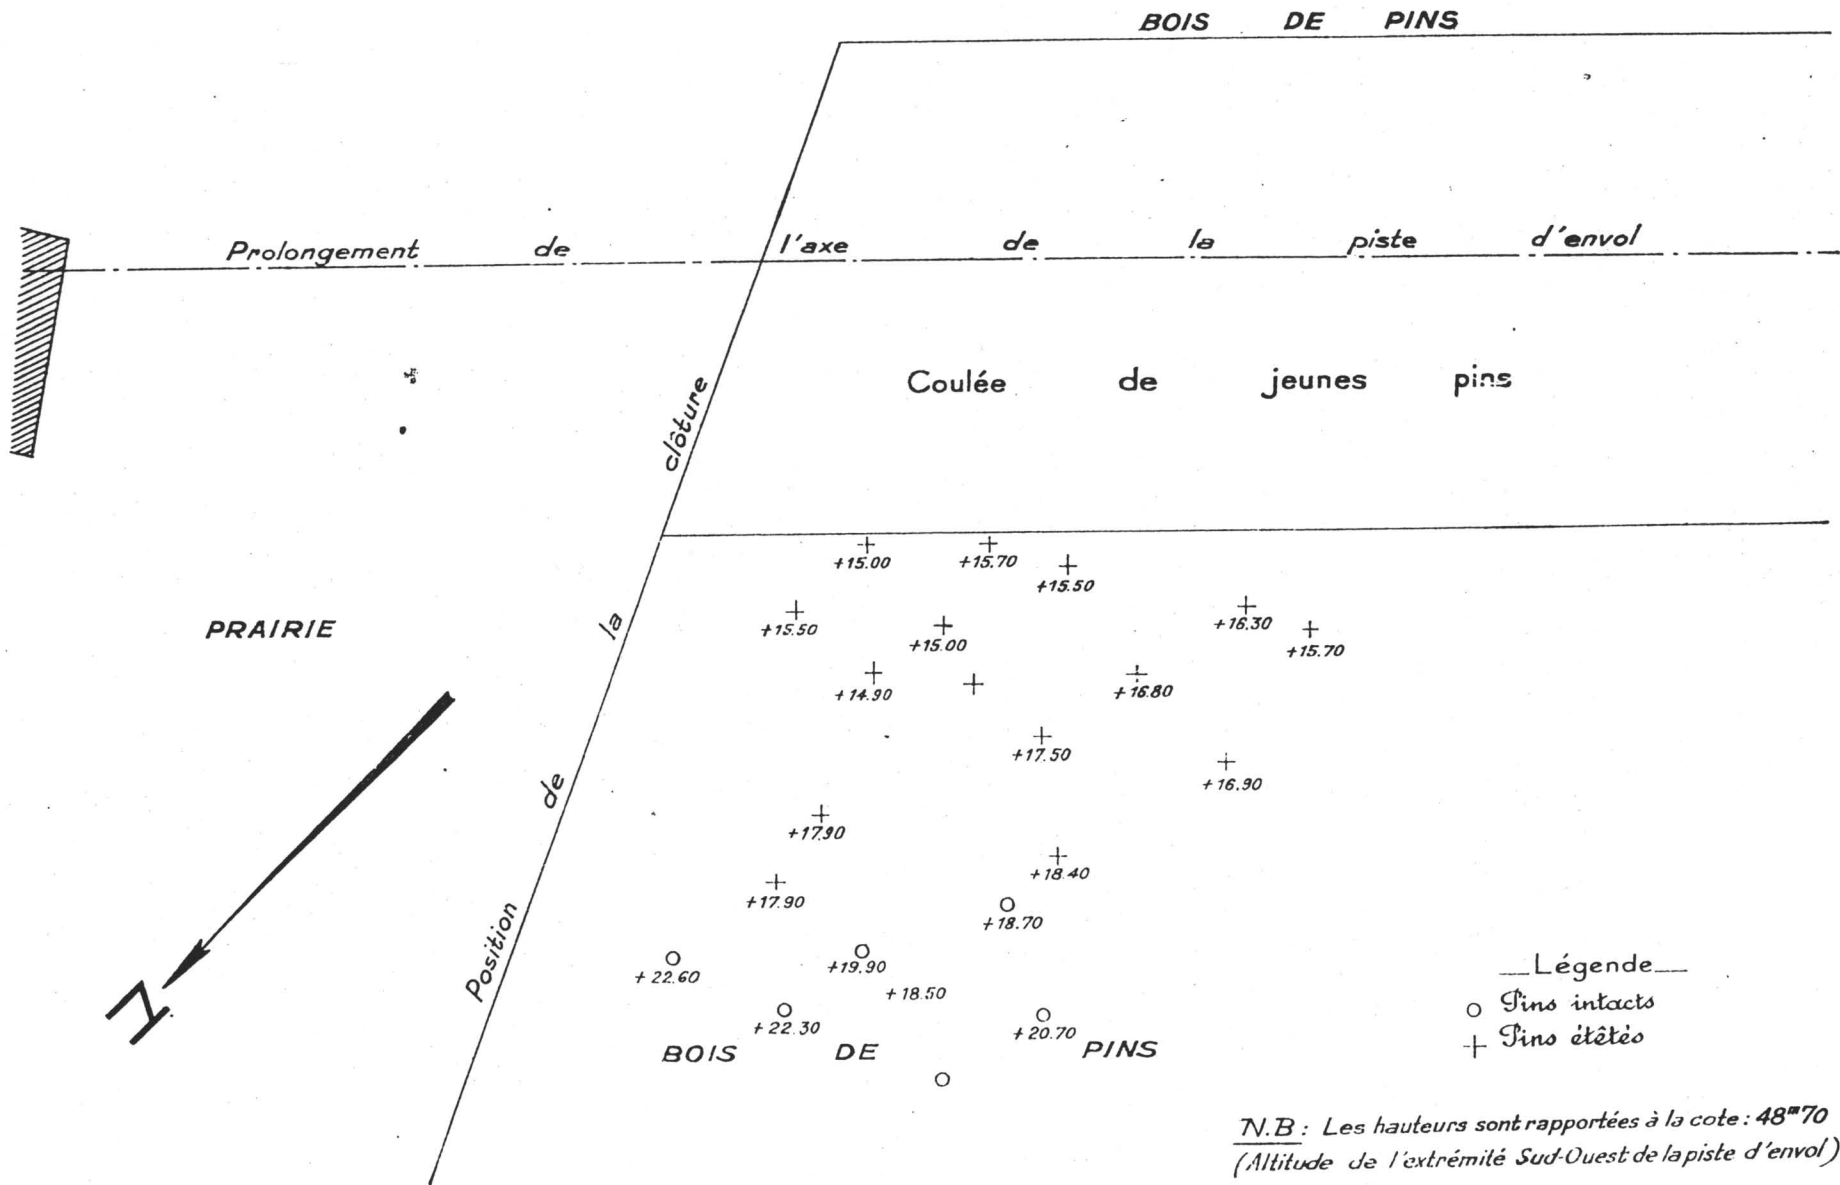 BOIS DE PINS
Prolongement de l'axe de la piste d'envol
Coulée de jeunes pins
Position de la clôture
+15.00
+15.70
+15.50
+15.50
+15.00
+16.30
+15.70
PRAIRIE
+14.90
+16.80
+17.50
+16.90
+17.90
+18.40
+17.90
+18.70
+22.60
+19.90
+18.50
+22.30
+20.70
BOIS DE PINS
N
Légende
Pins intacts
Pins étêtés
N.B: Les hauteurs sont rapportées à la cote: 48ᵐ70
(Altitude de l'extrémité Sud-Ouest de la piste d'envol)